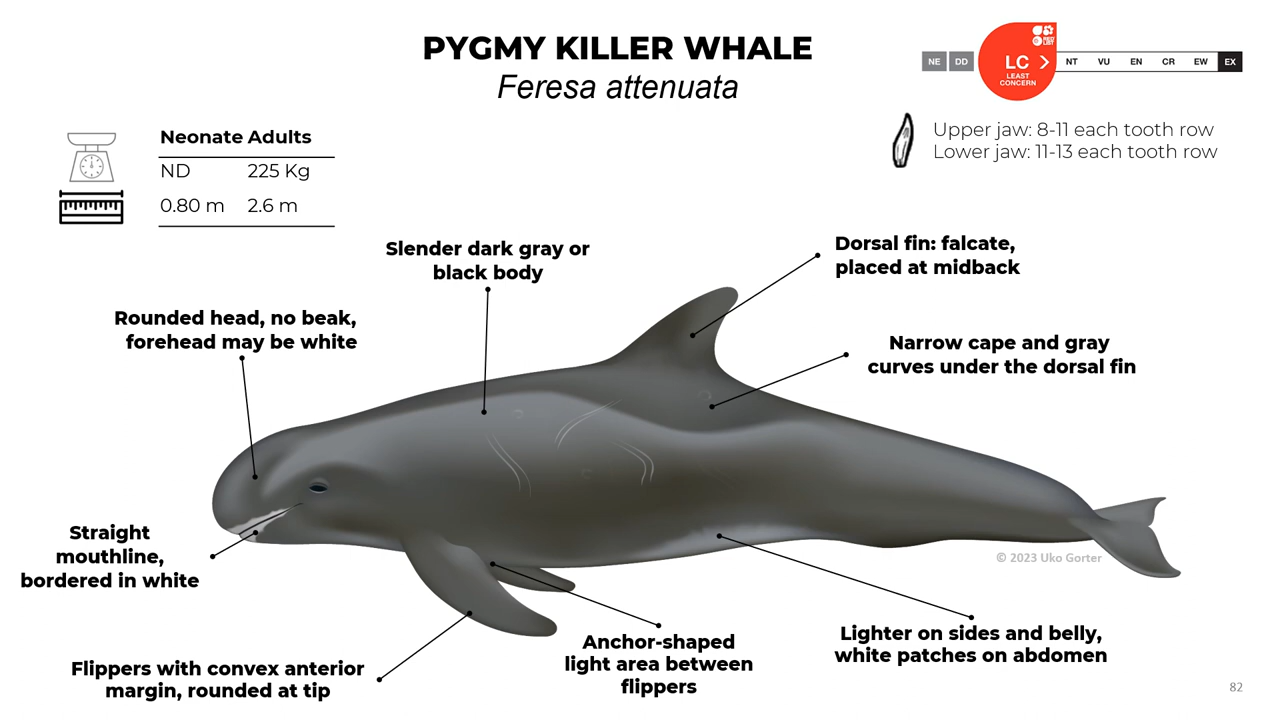 PYGMY KILLER WHALE
Feresa attenuata
NE DD LC LEAST CONCERN NT VU EN CR EW EX
Neonate Adults
ND 225 Kg
0.80 m 2.6 m
Upper jaw: 8-11 each tooth row
Lower jaw: 11-13 each tooth row
Slender dark gray or
black body
Dorsal fin: falcate,
placed at midback
Rounded head, no beak,
forehead may be white
Narrow cape and gray
curves under the dorsal fin
Straight
mouthline,
bordered in white
© 2023 Uko Gorter
Anchor-shaped
light area between
flippers
Lighter on sides and belly,
white patches on abdomen
Flippers with convex anterior
margin, rounded at tip
82